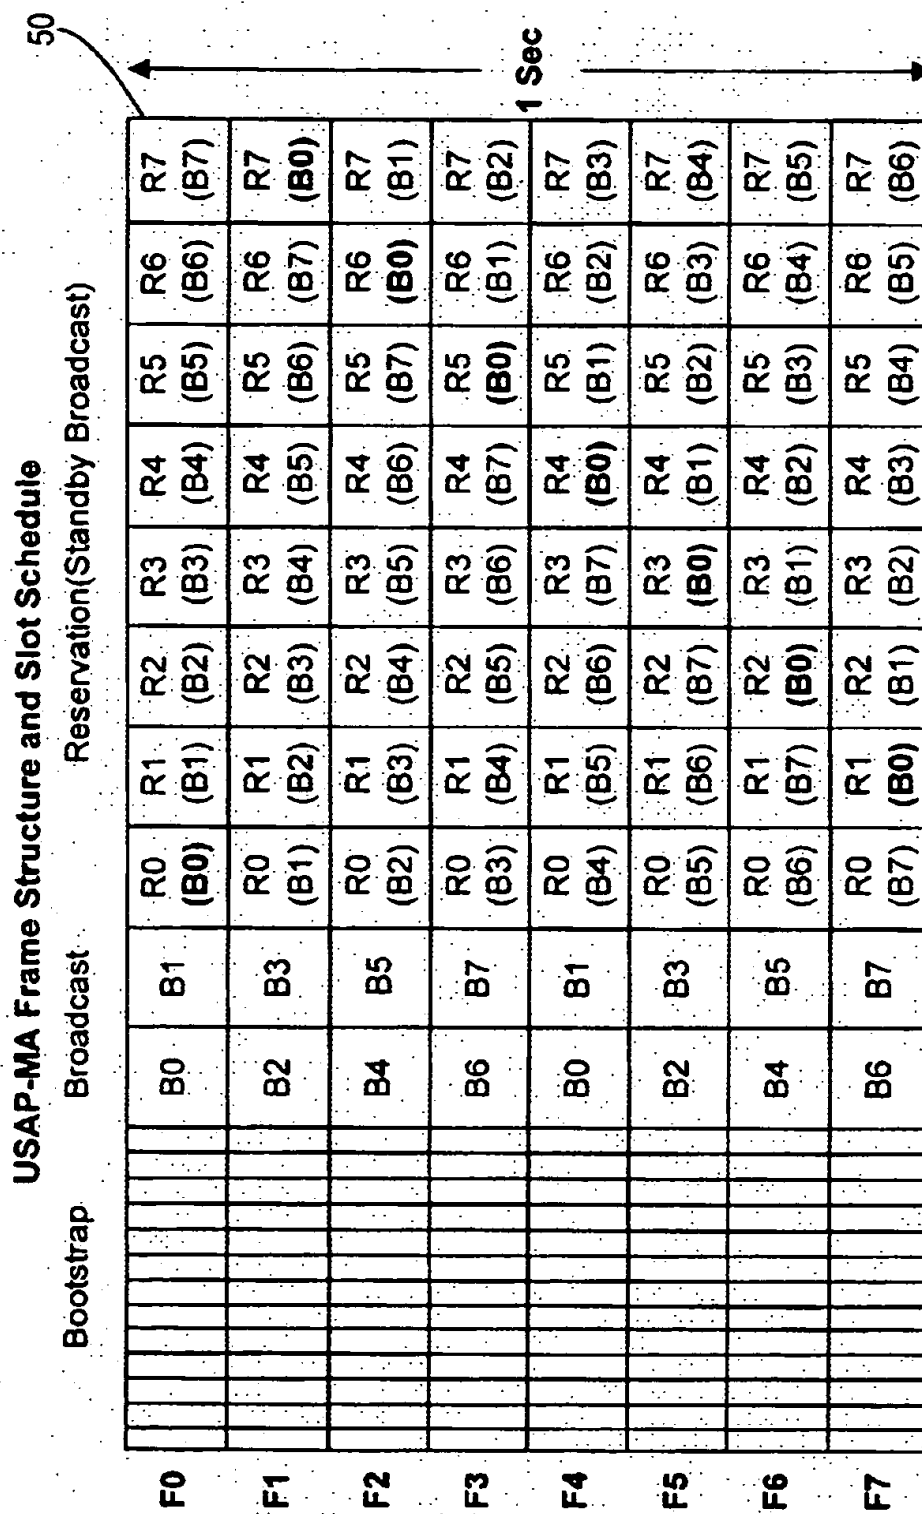 USAP-MA Frame Structure and Slot Schedule
Bootstrap Broadcast Reservation(Standby Broadcast)
50
F0 B0 B1 R0 (B0) R1 (B1) R2 (B2) R3 (B3) R4 (B4) R5 (B5) R6 (B6) R7 (B7)
F1 B2 B3 R0 (B1) R1 (B2) R2 (B3) R3 (B4) R4 (B5) R5 (B6) R6 (B7) R7 (B0)
F2 B4 B5 R0 (B2) R1 (B3) R2 (B4) R3 (B5) R4 (B6) R5 (B7) R6 (B0) R7 (B1)
F3 B6 B7 R0 (B3) R1 (B4) R2 (B5) R3 (B6) R4 (B7) R5 (B0) R6 (B1) R7 (B2)
F4 B0 B1 R0 (B4) R1 (B5) R2 (B6) R3 (B7) R4 (B0) R5 (B1) R6 (B2) R7 (B3)
F5 B2 B3 R0 (B5) R1 (B6) R2 (B7) R3 (B0) R4 (B1) R5 (B2) R6 (B3) R7 (B4)
F6 B4 B5 R0 (B6) R1 (B7) R2 (B0) R3 (B1) R4 (B2) R5 (B3) R6 (B4) R7 (B5)
F7 B6 B7 R0 (B7) R1 (B0) R2 (B1) R3 (B2) R4 (B3) R5 (B4) R6 (B5) R7 (B6)
1 Sec